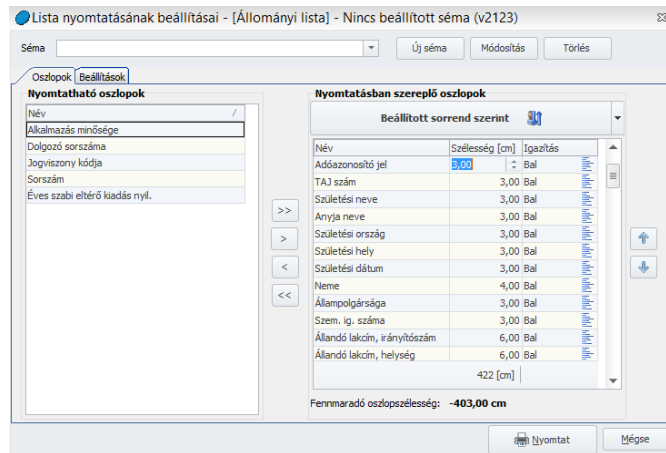 Lista nyomtatásának beállításai - [Állományi lista] - Nincs beállított séma (v2123)
Séma Új séma Módosítás Törlés
Oszlopok Beállítások
Nyomtatható oszlopok
Név /
Alkalmazás minősége
Dolgozó sorszáma
Jogviszony kódja
Sorszám
Éves szabi eltérő kiadás nyil.
>>
>
<
<<
Nyomtatásban szereplő oszlopok
Beállított sorrend szerint
Név Szélesség [cm] Igazítás
Adóazonosító jel 3,00 Bal
TAJ szám 3,00 Bal
Születési neve 3,00 Bal
Anyja neve 3,00 Bal
Születési ország 3,00 Bal
Születési hely 3,00 Bal
Születési dátum 3,00 Bal
Neme 4,00 Bal
Állampolgársága 3,00 Bal
Szem. ig. száma 3,00 Bal
Állandó lakcím, irányítószám 6,00 Bal
Állandó lakcím, helység 6,00 Bal
422 [cm]
Fennmaradó oszlopszélesség: -403,00 cm
Nyomtat Mégse